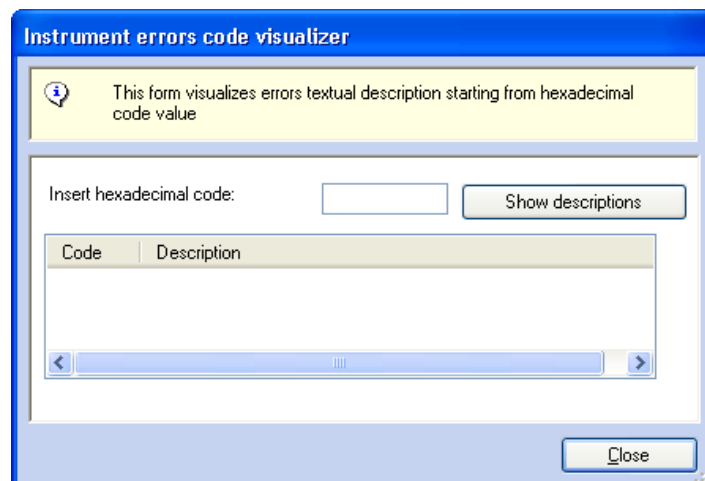 Instrument errors code visualizer
This form visualizes errors textual description starting from hexadecimal
code value
Insert hexadecimal code:
Show descriptions
Code Description
Close